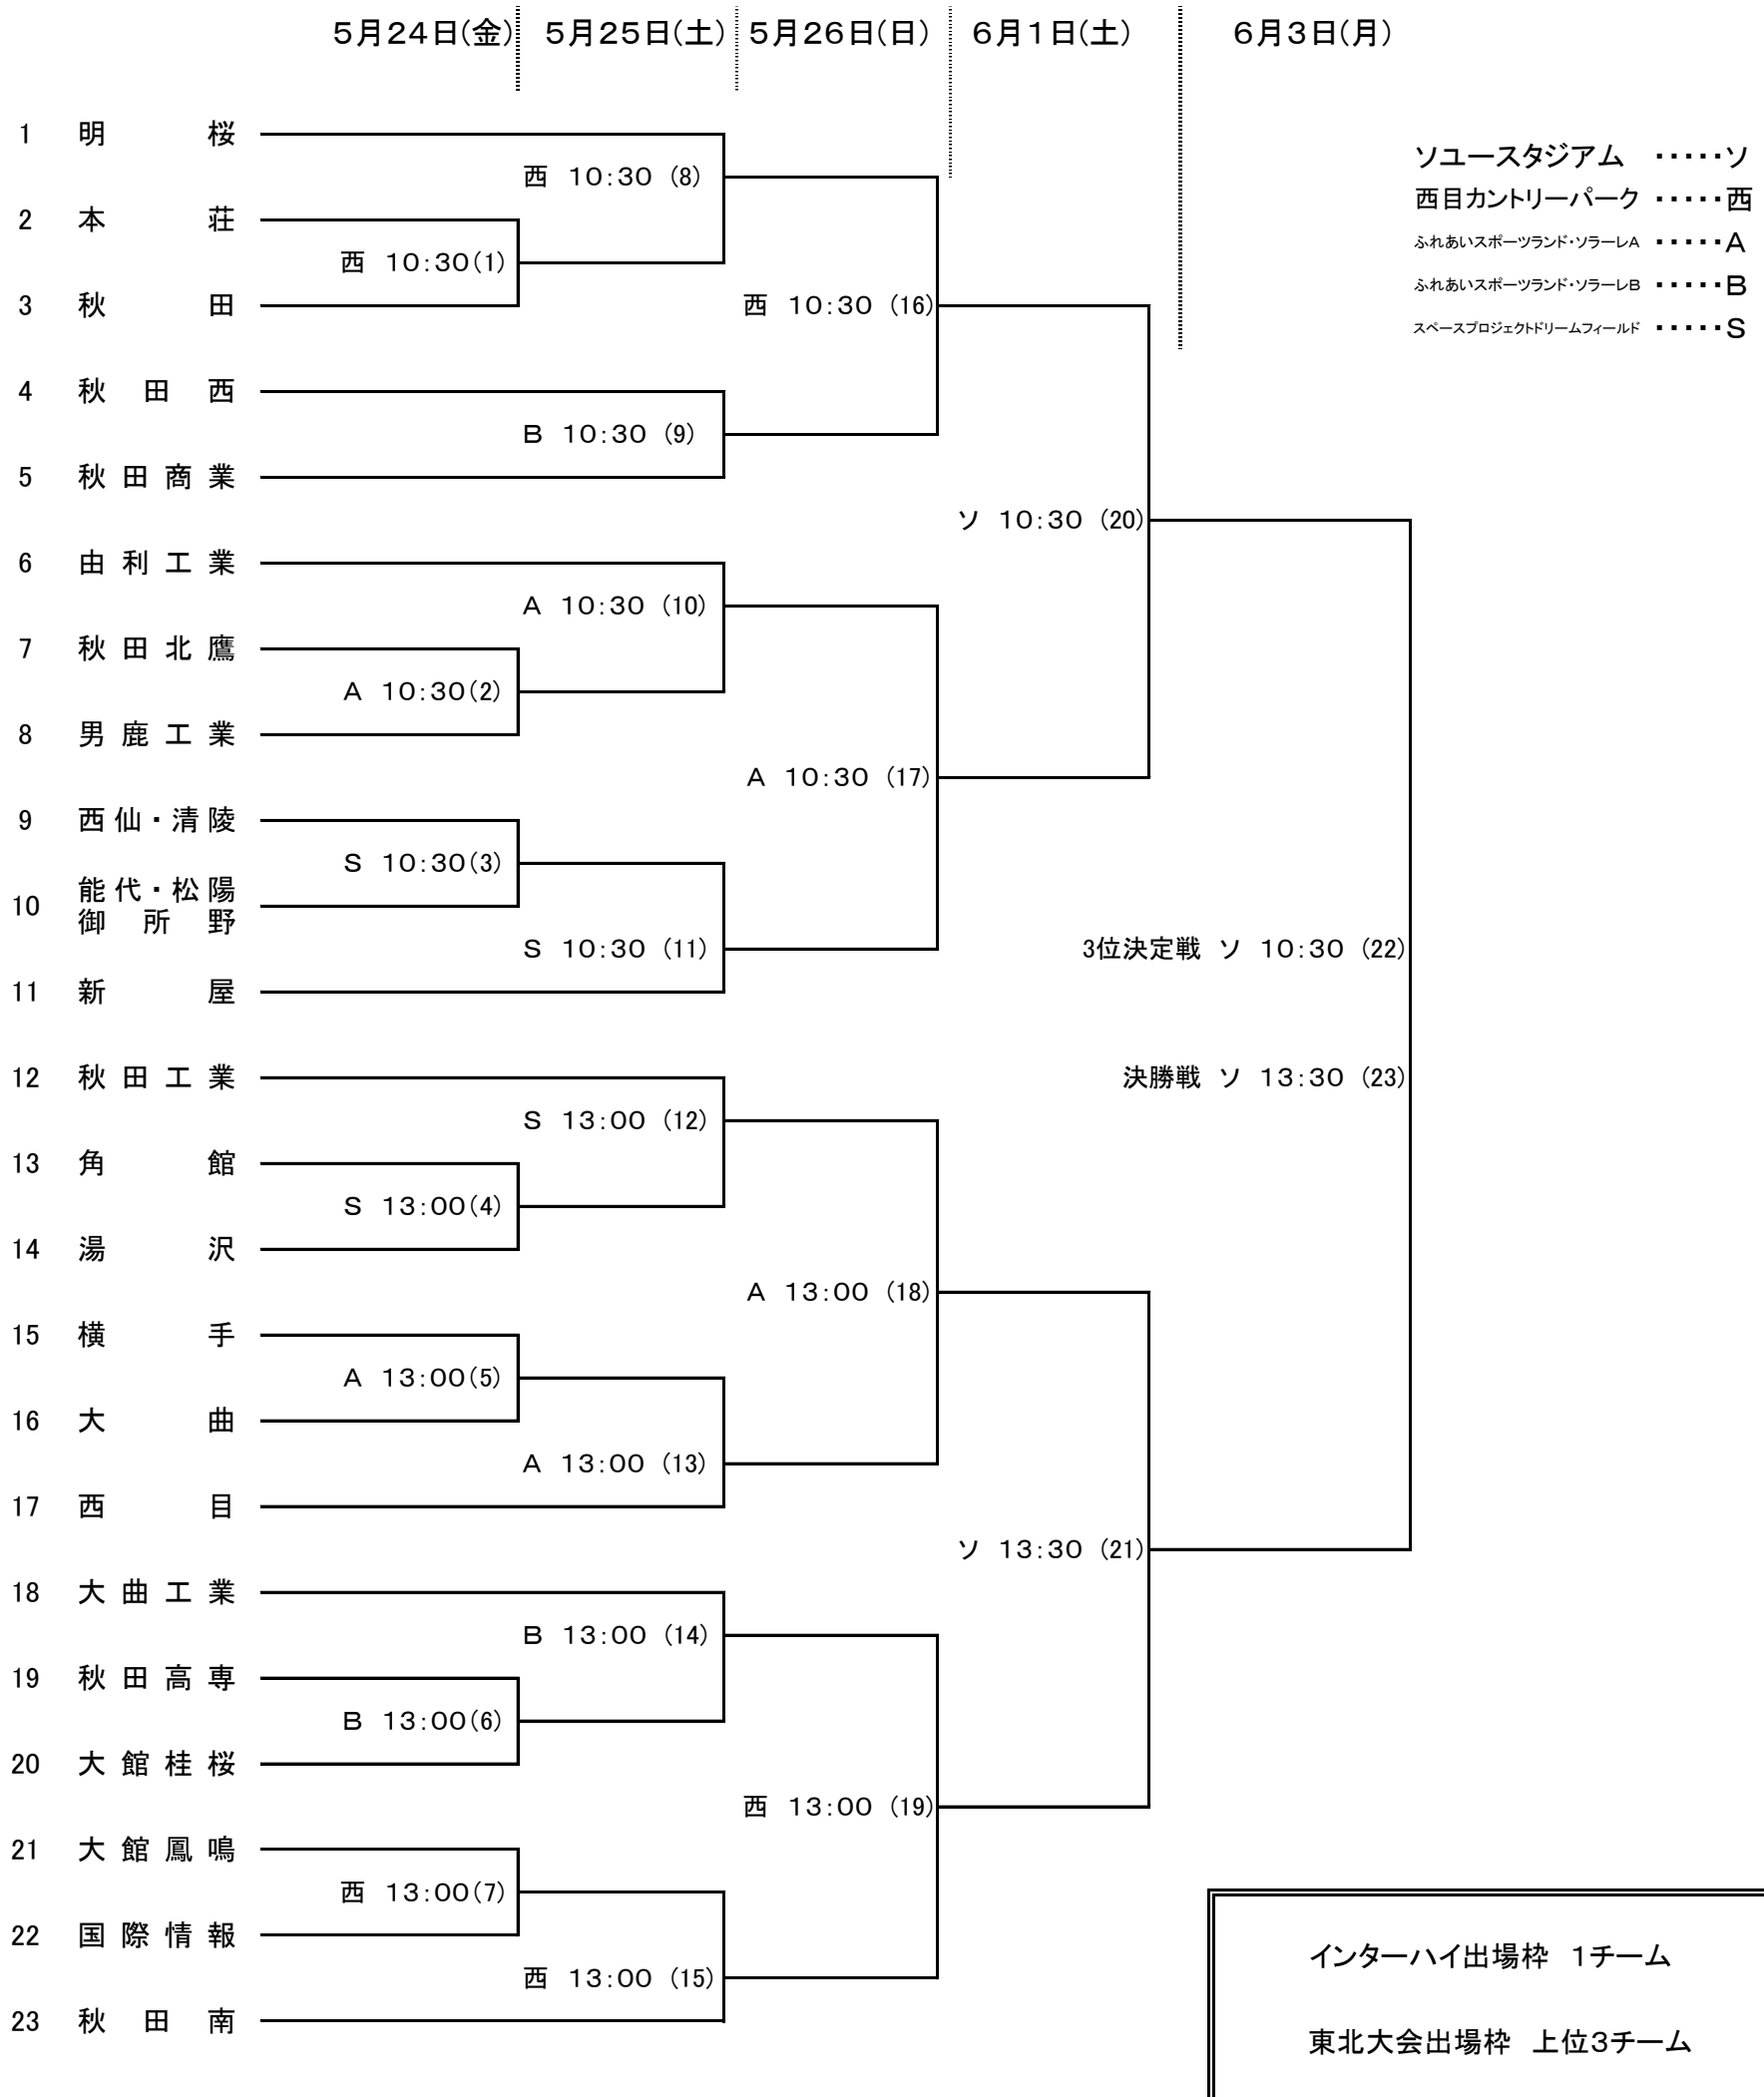 5月24日(金) 5月25日(土) 5月26日(日) 6月1日(土) 6月3日(月)
1 明桜
ソユースタジアム ・・・・・ソ
西 10:30 (8)
西目カントリーパーク ・・・・・西
2 本荘
ふれあいスポーツランド・ソラーレA ・・・・・A
西 10:30(1)
ふれあいスポーツランド・ソラーレB ・・・・・B
3 秋田
西 10:30 (16)
スペースプロジェクトドリームフィールド ・・・・・S
4 秋田西
B 10:30 (9)
5 秋田商業
ソ 10:30 (20)
6 由利工業
A 10:30 (10)
7 秋田北鷹
A 10:30(2)
8 男鹿工業
A 10:30 (17)
9 西仙・清陵
S 10:30(3)
10 能代・松陽
御所野
S 10:30 (11)
3位決定戦 ソ 10:30 (22)
11 新屋
12 秋田工業
決勝戦 ソ 13:30 (23)
S 13:00 (12)
13 角館
S 13:00(4)
14 湯沢
A 13:00 (18)
15 横手
A 13:00(5)
16 大曲
A 13:00 (13)
17 西目
ソ 13:30 (21)
18 大曲工業
B 13:00 (14)
19 秋田高専
B 13:00(6)
20 大館桂桜
西 13:00 (19)
21 大館鳳鳴
西 13:00(7)
22 国際情報
インターハイ出場枠 1チーム
西 13:00 (15)
23 秋田南
東北大会出場枠 上位3チーム